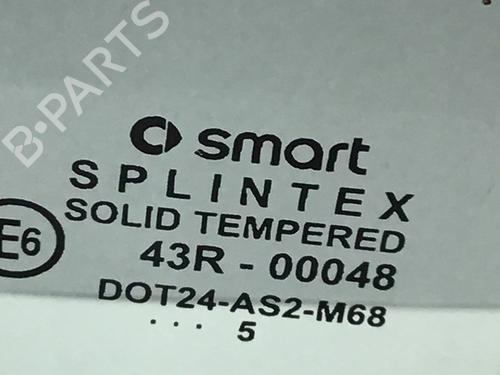 B-PARTS
smart
SPLINTEX
SOLID TEMPERED
E6
43R - 00048
DOT24-AS2-M68
... 5